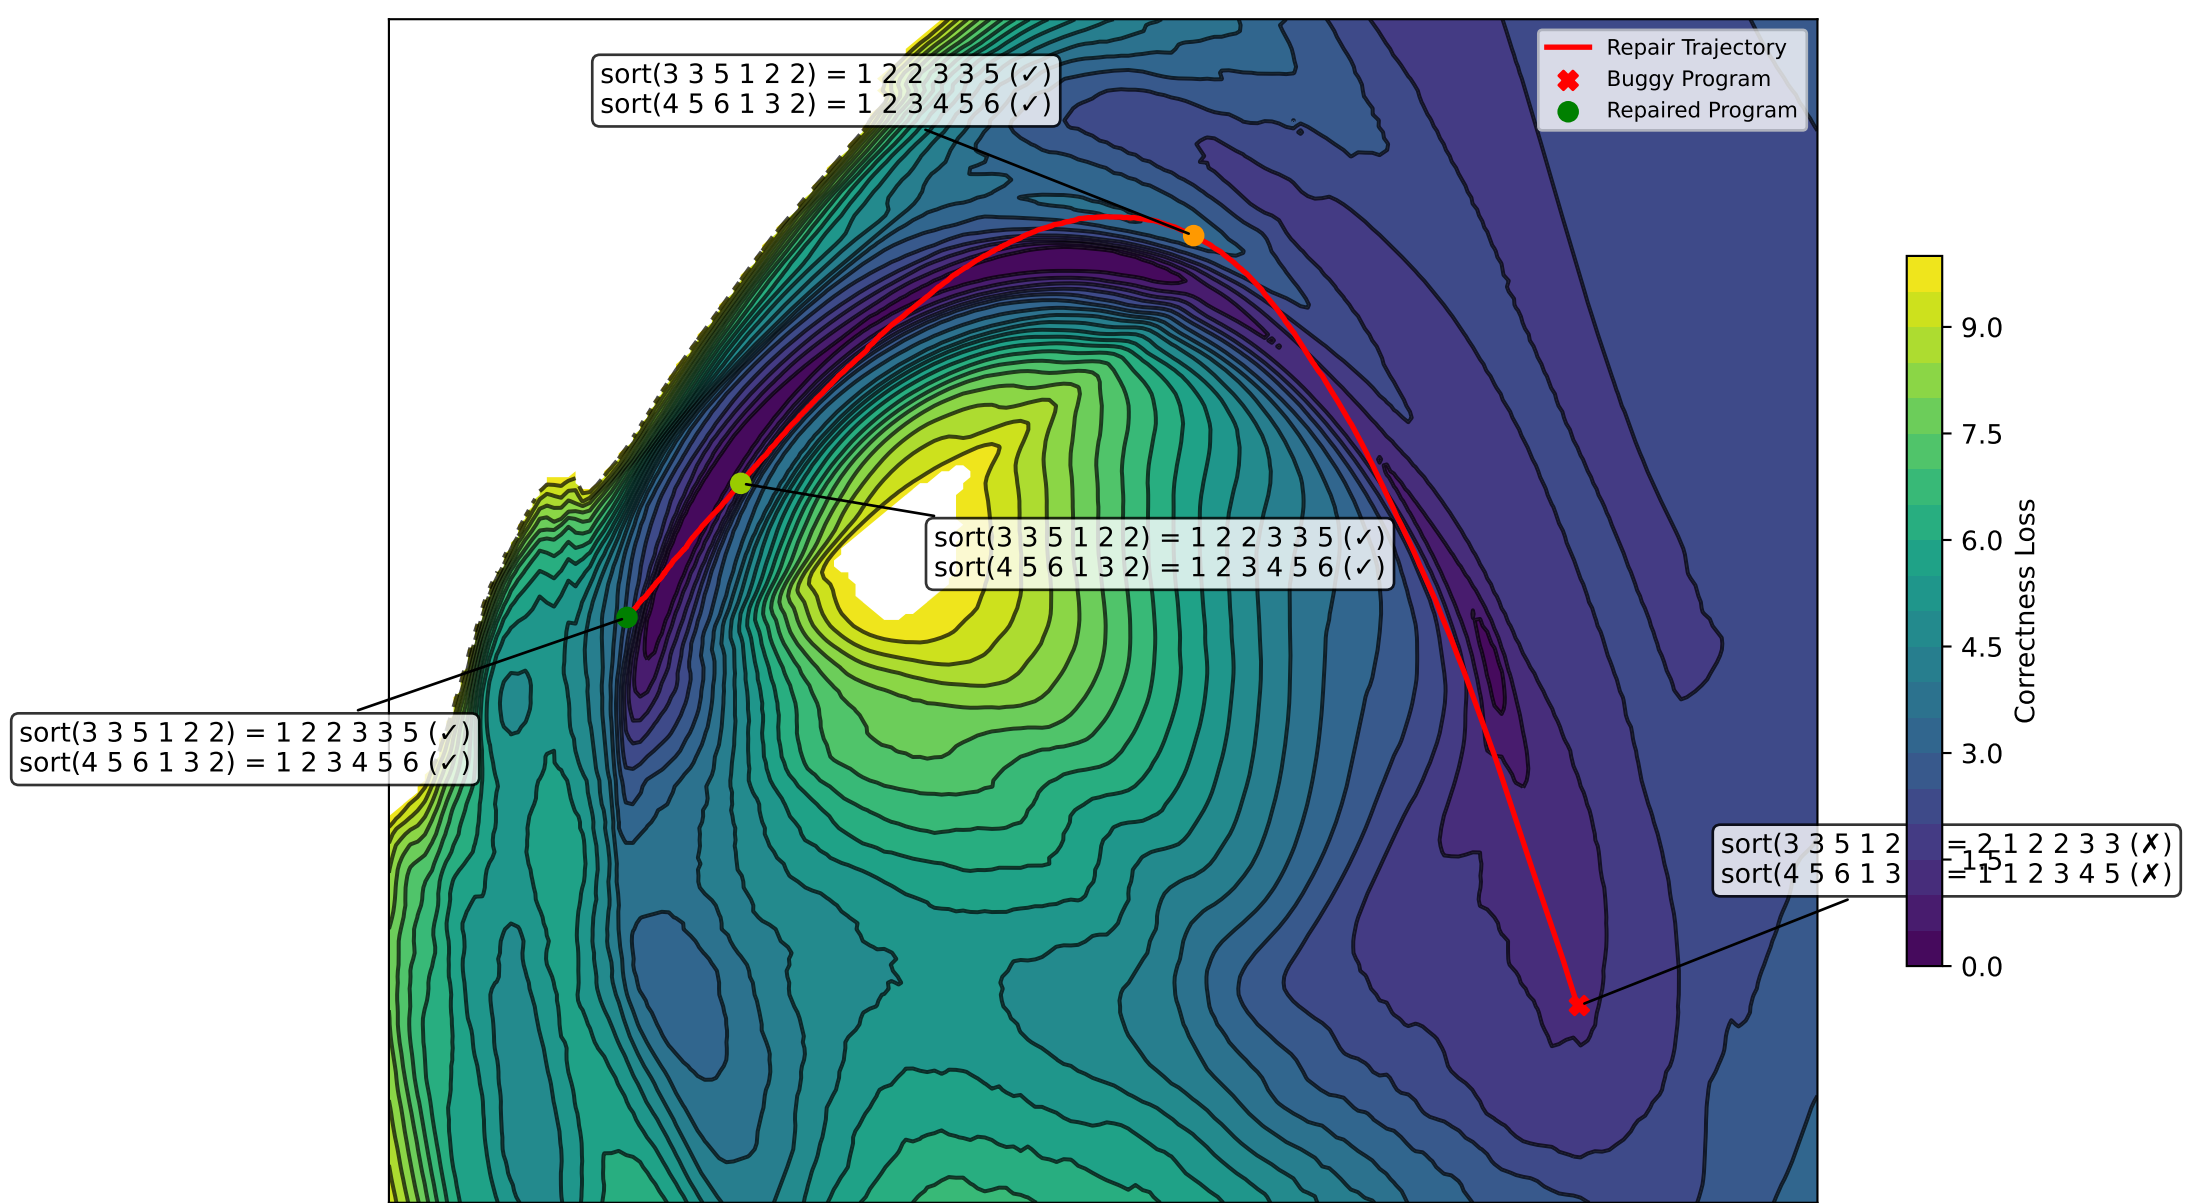 sort(3 3 5 1 2 2) = 1 2 2 3 3 5 (✓)
sort(4 5 6 1 3 2) = 1 2 3 4 5 6 (✓)
Repair Trajectory
Buggy Program
Repaired Program
sort(3 3 5 1 2 2) = 1 2 2 3 3 5 (✓)
sort(4 5 6 1 3 2) = 1 2 3 4 5 6 (✓)
sort(3 3 5 1 2 2) = 1 2 2 3 3 5 (✓)
sort(4 5 6 1 3 2) = 1 2 3 4 5 6 (✓)
sort(3 3 5 1 2 = 2 1 2 2 3 3 (✗)
sort(4 5 6 1 3 = 1 1 2 3 4 5 (✗)
9.0
7.5
6.0
4.5
3.0
1.5
0.0
Correctness Loss